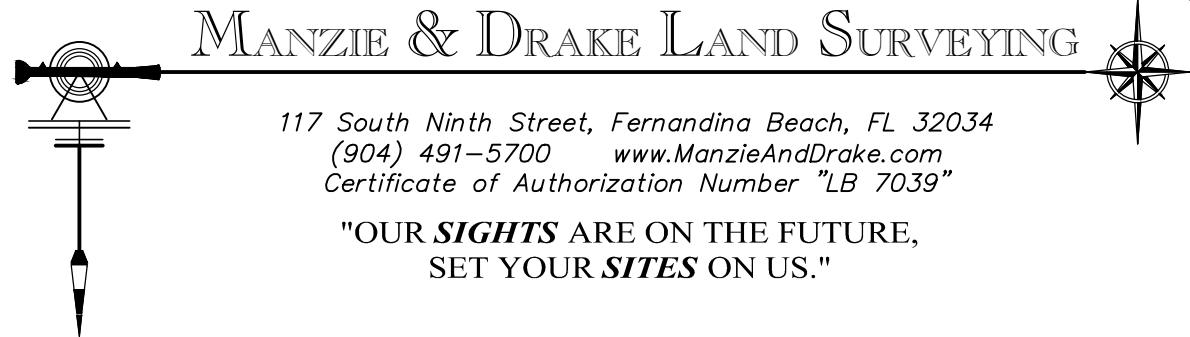 MANZIE & DRAKE LAND SURVEYING
117 South Ninth Street, Fernandina Beach, FL 32034
(904) 491-5700 www.ManzieAndDrake.com
Certificate of Authorization Number "LB 7039"
"OUR SIGHTS ARE ON THE FUTURE,
SET YOUR SITES ON US."